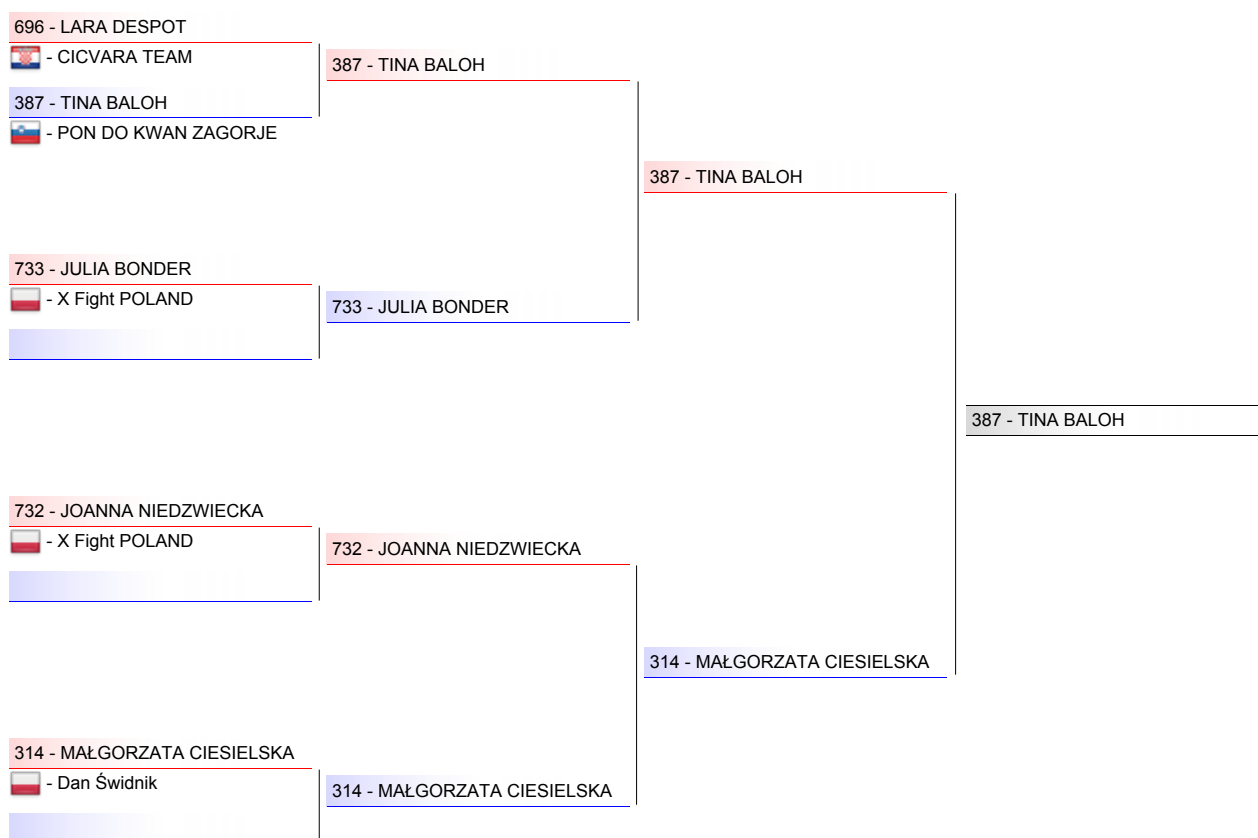 696 - LARA DESPOT
- CICVARA TEAM
387 - TINA BALOH
- PON DO KWAN ZAGORJE
387 - TINA BALOH
387 - TINA BALOH
733 - JULIA BONDER
- X Fight POLAND
733 - JULIA BONDER
387 - TINA BALOH
732 - JOANNA NIEDZWIECKA
- X Fight POLAND
732 - JOANNA NIEDZWIECKA
314 - MAŁGORZATA CIESIELSKA
314 - MAŁGORZATA CIESIELSKA
- Dan Świdnik
314 - MAŁGORZATA CIESIELSKA